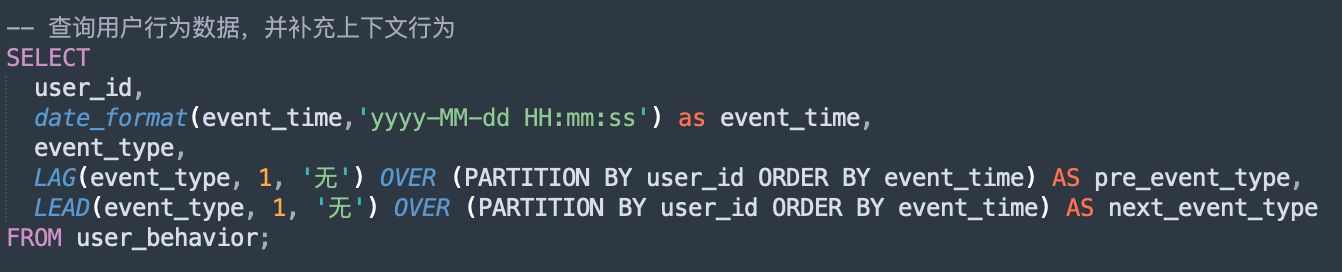 -- 查询用户行为数据，并补充上下文行为
SELECT
  user_id,
  date_format(event_time,'yyyy-MM-dd HH:mm:ss') as event_time,
  event_type,
  LAG(event_type, 1, '无') OVER (PARTITION BY user_id ORDER BY event_time) AS pre_event_type,
  LEAD(event_type, 1, '无') OVER (PARTITION BY user_id ORDER BY event_time) AS next_event_type
FROM user_behavior;